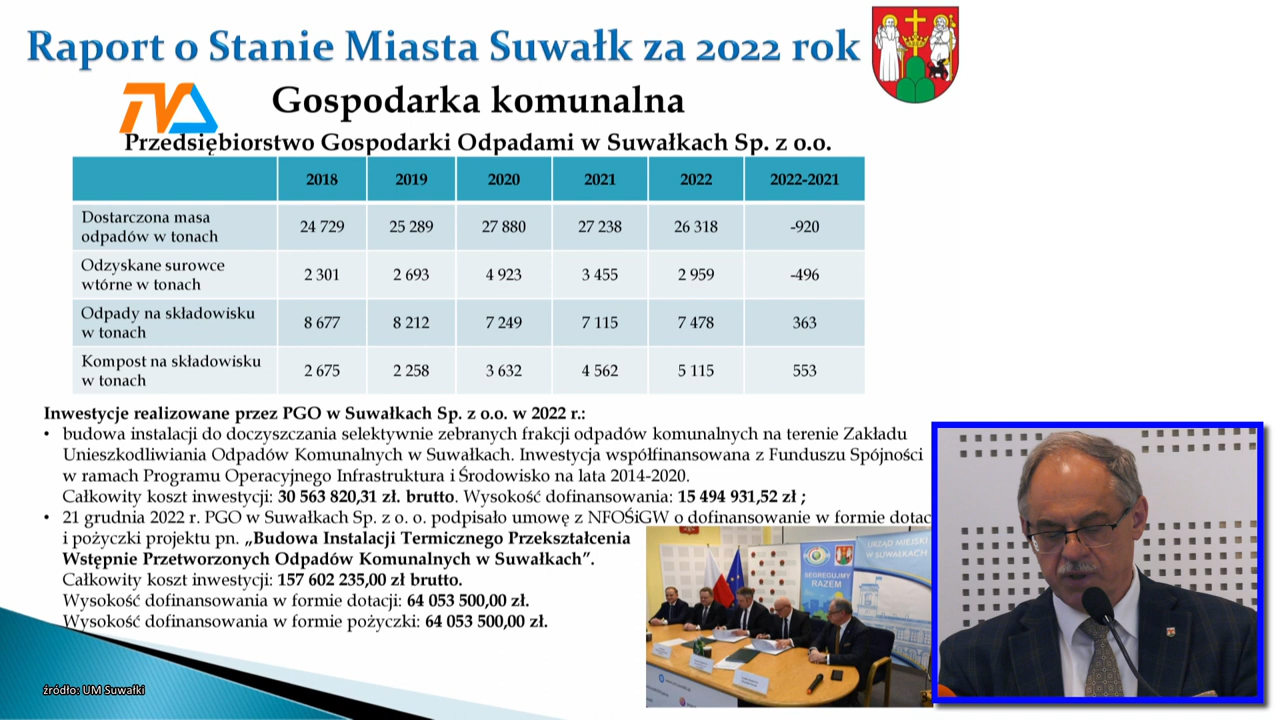 Raport o Stanie Miasta Suwałk za 2022 rok
TVA
Gospodarka komunalna
Przedsiębiorstwo Gospodarki Odpadami w Suwałkach Sp. z o.o.
2018 2019 2020 2021 2022 2022-2021
Dostarczona masa odpadów w tonach 24 729 25 289 27 880 27 238 26 318 -920
Odzyskane surowce wtórne w tonach 2 301 2 693 4 923 3 455 2 959 -496
Odpady na składowisku w tonach 8 677 8 212 7 249 7 115 7 478 363
Kompost na składowisku w tonach 2 675 2 258 3 632 4 562 5 115 553
Inwestycje realizowane przez PGO w Suwałkach Sp. z o.o. w 2022 r.:
• budowa instalacji do doczyszczania selektywnie zebranych frakcji odpadów komunalnych na terenie Zakładu
Unieszkodliwiania Odpadów Komunalnych w Suwałkach. Inwestycja współfinansowana z Funduszu Spójności
w ramach Programu Operacyjnego Infrastruktura i Środowisko na lata 2014-2020.
Całkowity koszt inwestycji: 30 563 820,31 zł. brutto. Wysokość dofinansowania: 15 494 931,52 zł ;
• 21 grudnia 2022 r. PGO w Suwałkach Sp. z o. o. podpisało umowę z NFOŚiGW o dofinansowanie w formie dotac
i pożyczki projektu pn. „Budowa Instalacji Termicznego Przekształcenia
Wstępnie Przetworzonych Odpadów Komunalnych w Suwałkach”.
Całkowity koszt inwestycji: 157 602 235,00 zł brutto.
Wysokość dofinansowania w formie dotacji: 64 053 500,00 zł.
Wysokość dofinansowania w formie pożyczki: 64 053 500,00 zł.
URZĄD MIEJSKI
W SUWAŁKACH
SEGREGUJMY
RAZEM
źródło: UM Suwałki